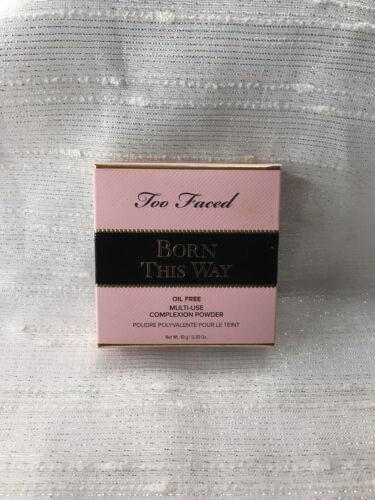 Too Faced
BORN
THIS WAY
OIL FREE
MULTI-USE
COMPLEXION POWDER
POUDRE POLYVALENTE POUR LE TEINT
Net Wt. 10 g / 0.35 Oz.